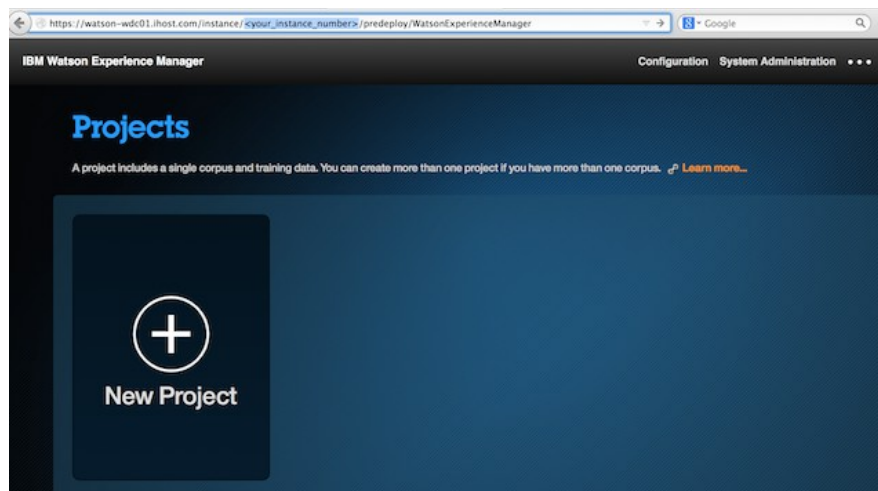 https://watson-wdc01.ihost.com/instance/<your_instance_number>/predeploy/WatsonExperienceManager
Google
IBM Watson Experience Manager
Configuration System Administration
Projects
A project includes a single corpus and training data. You can create more than one project if you have more than one corpus. Learn more...
New Project